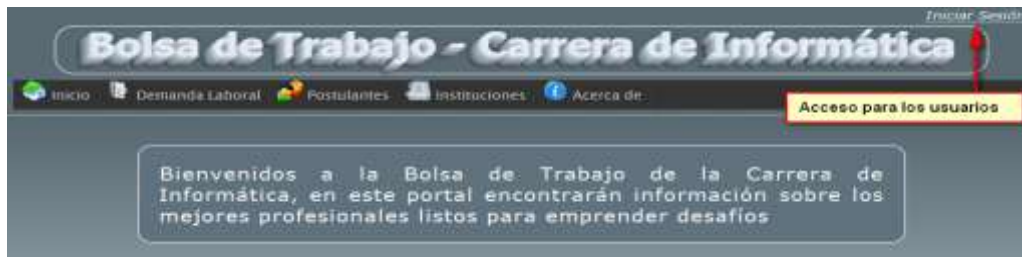 Iniciar Sesión
Bolsa de Trabajo - Carrera de Informática
Inicio Demanda Laboral Postulantes Instituciones Acerca de
Acceso para los usuarios
Bienvenidos a la Bolsa de Trabajo de la Carrera de
Informática, en este portal encontrarán información sobre los
mejores profesionales listos para emprender desafíos